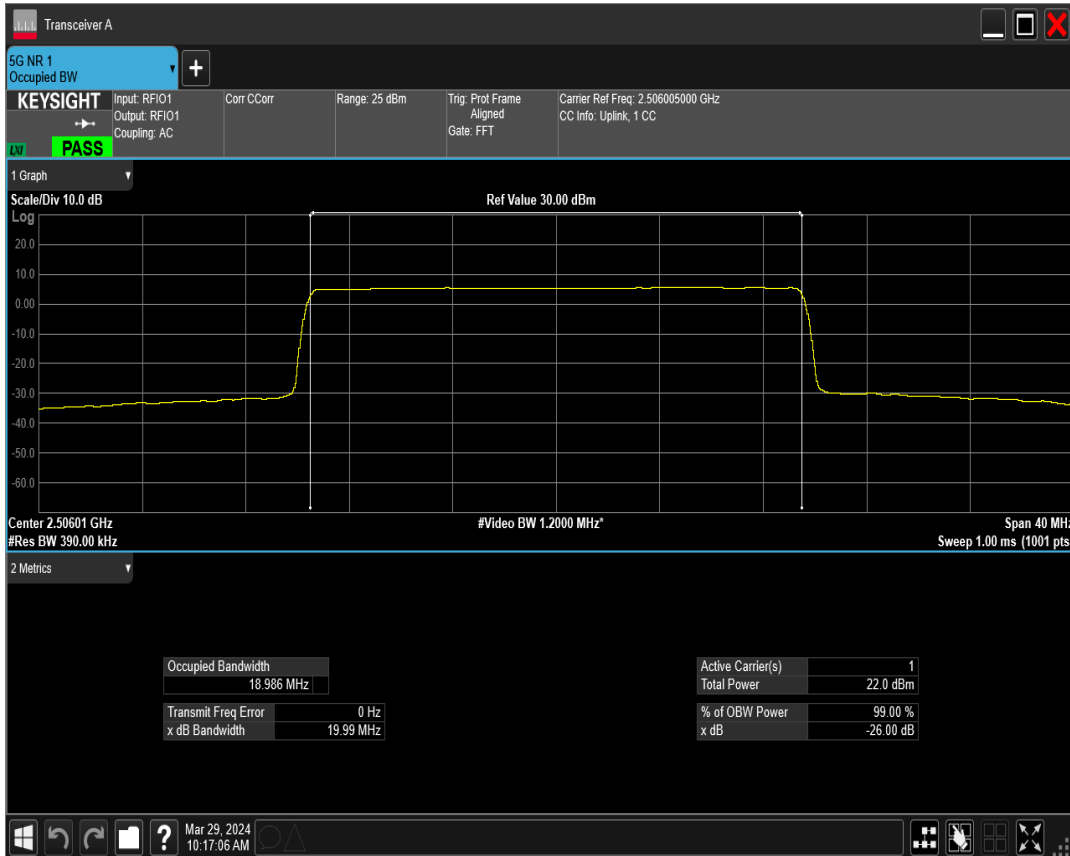 Transceiver A
5G NR 1
Occupied BW
KEYSIGHT
LXI
PASS
Input: RFIO1
Output: RFIO1
Coupling: AC
Corr CCorr
Range: 25 dBm
Trig: Prot Frame
Aligned
Gate: FFT
Carrier Ref Freq: 2.506005000 GHz
CC Info: Uplink, 1 CC
1 Graph
Scale/Div 10.0 dB
Ref Value 30.00 dBm
Log
20.0
10.0
0.00
-10.0
-20.0
-30.0
-40.0
-50.0
-60.0
Center 2.50601 GHz
#Video BW 1.2000 MHz*
Span 40 MHz
#Res BW 390.00 kHz
Sweep 1.00 ms (1001 pts
2 Metrics
Occupied Bandwidth
18.986 MHz
Transmit Freq Error 0 Hz
x dB Bandwidth 19.99 MHz
Active Carrier(s) 1
Total Power 22.0 dBm
% of OBW Power 99.00 %
x dB -26.00 dB
?
Mar 29, 2024
10:17:06 AM